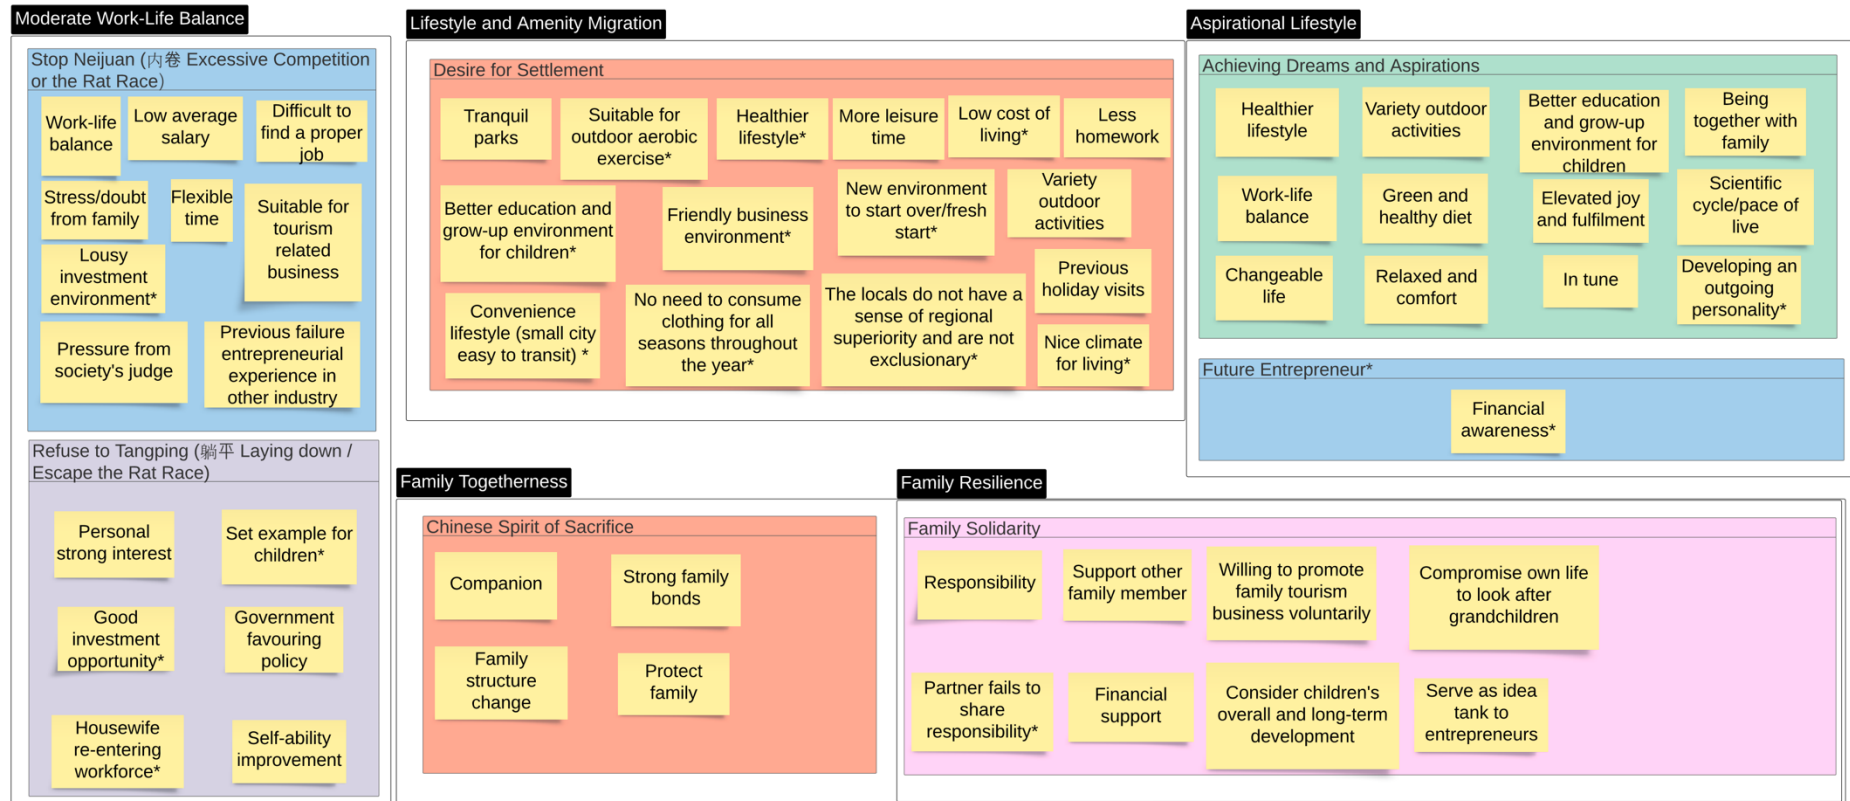 Moderate Work-Life Balance
Stop Neijuan (内卷 Excessive Competition
or the Rat Race)
Work-life
balance
Low average
salary
Difficult to
find a proper
job
Stress/doubt
from family
Flexible
time
Suitable for
tourism
related
business
Lousy
investment
environment*
Pressure from
society's judge
Previous failure
entrepreneurial
experience in
other industry
Refuse to Tangping (躺平 Laying down /
Escape the Rat Race)
Personal
strong interest
Set example for
children*
Good
investment
opportunity*
Government
favouring
policy
Housewife
re-entering
workforce*
Self-ability
improvement
Lifestyle and Amenity Migration
Desire for Settlement
Tranquil
parks
Suitable for
outdoor aerobic
exercise*
Healthier
lifestyle*
More leisure
time
Low cost of
living*
Less
homework
Better education and
grow-up environment
for children*
Friendly business
environment*
New environment
to start over/fresh
start*
Variety
outdoor
activities
Previous
holiday visits
Convenience
lifestyle (small city
easy to transit) *
No need to consume
clothing for all
seasons throughout
the year*
The locals do not have a
sense of regional
superiority and are not
exclusionary*
Nice climate
for living*
Aspirational Lifestyle
Achieving Dreams and Aspirations
Healthier
lifestyle
Variety outdoor
activities
Better education
and grow-up
environment for
children
Being
together with
family
Work-life
balance
Green and
healthy diet
Elevated joy
and fulfilment
Scientific
cycle/pace of
live
Changeable
life
Relaxed and
comfort
In tune
Developing an
outgoing
personality*
Future Entrepreneur*
Financial
awareness*
Family Togetherness
Chinese Spirit of Sacrifice
Companion
Strong family
bonds
Family
structure
change
Protect
family
Family Resilience
Family Solidarity
Responsibility
Support other
family member
Willing to promote
family tourism
business voluntarily
Compromise own life
to look after
grandchildren
Partner fails to
share
responsibility*
Financial
support
Consider children's
overall and long-term
development
Serve as idea
tank to
entrepreneurs